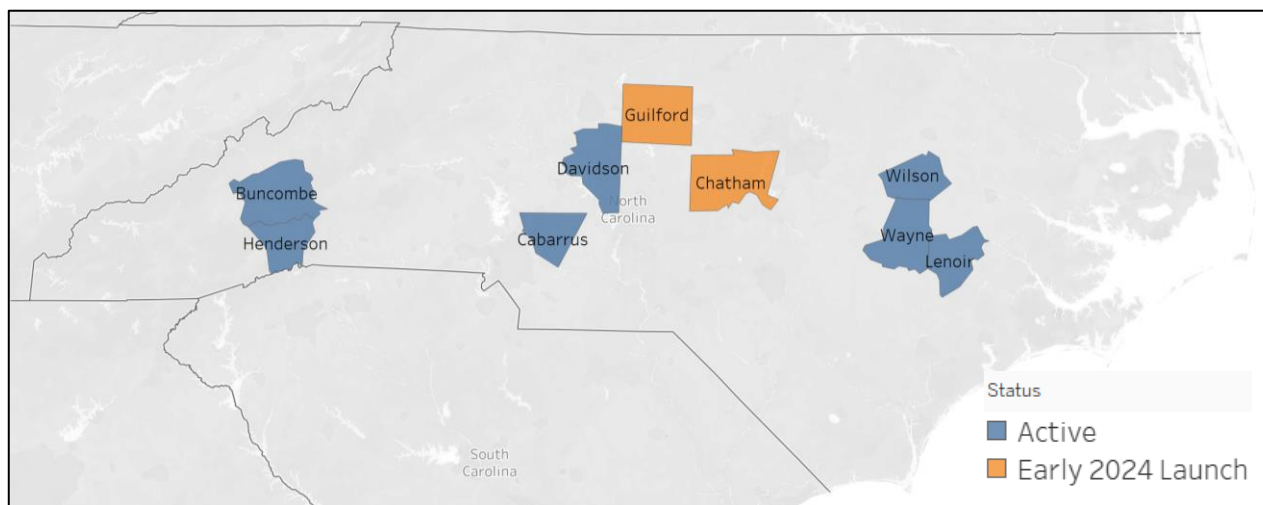 Guilford
Davidson
Chatham
Wilson
Buncombe
North
Carolina
Wayne
Henderson
Cabarrus
Lenoir
Status
Active
Early 2024 Launch
South
Carolina